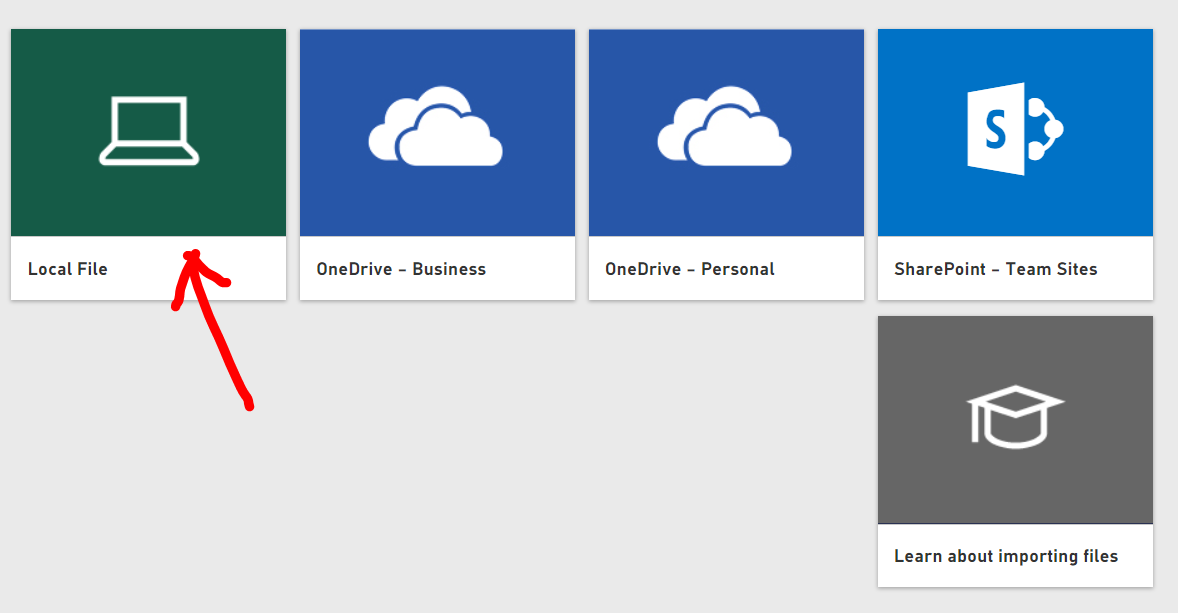 S
Local File
OneDrive – Business
OneDrive – Personal
SharePoint – Team Sites
Learn about importing files